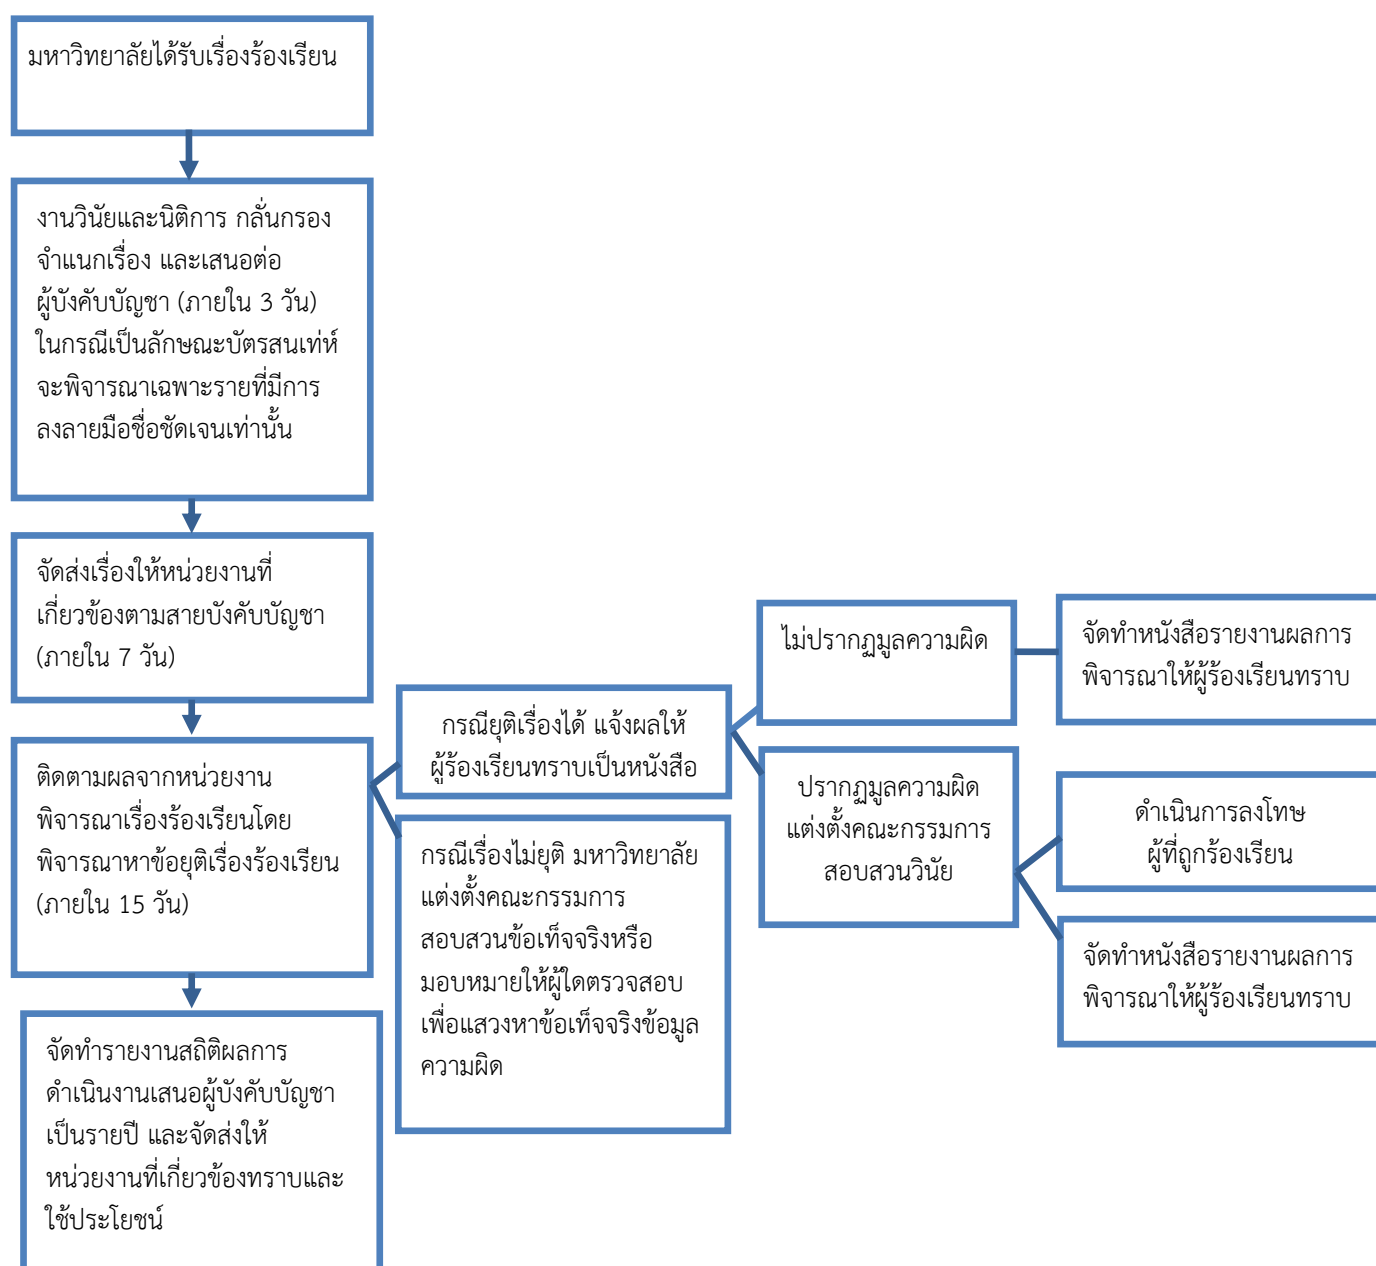 มหาวิทยาลัยได้รับเรื่องร้องเรียน
งานวินัยและนิติการ กลั่นกรอง
จำแนกเรื่อง และเสนอต่อ
ผู้บังคับบัญชา (ภายใน 3 วัน)
ในกรณีเป็นลักษณะบัตรสนเท่ห์
จะพิจารณาเฉพาะรายที่มีการ
ลงลายมือชื่อชัดเจนเท่านั้น
จัดส่งเรื่องให้หน่วยงานที่
เกี่ยวข้องตามสายบังคับบัญชา
(ภายใน 7 วัน)
ติดตามผลจากหน่วยงาน
พิจารณาเรื่องร้องเรียนโดย
พิจารณาหาข้อยุติเรื่องร้องเรียน
(ภายใน 15 วัน)
จัดทำรายงานสถิติผลการ
ดำเนินงานเสนอผู้บังคับบัญชา
เป็นรายปี และจัดส่งให้
หน่วยงานที่เกี่ยวข้องทราบและ
ใช้ประโยชน์
กรณียุติเรื่องได้ แจ้งผลให้
ผู้ร้องเรียนทราบเป็นหนังสือ
กรณีเรื่องไม่ยุติ มหาวิทยาลัย
แต่งตั้งคณะกรรมการ
สอบสวนข้อเท็จจริงหรือ
มอบหมายให้ผู้ใดตรวจสอบ
เพื่อแสวงหาข้อเท็จจริงข้อมูล
ความผิด
ไม่ปรากฏมูลความผิด
ปรากฏมูลความผิด
แต่งตั้งคณะกรรมการ
สอบสวนวินัย
จัดทำหนังสือรายงานผลการ
พิจารณาให้ผู้ร้องเรียนทราบ
ดำเนินการลงโทษ
ผู้ที่ถูกร้องเรียน
จัดทำหนังสือรายงานผลการ
พิจารณาให้ผู้ร้องเรียนทราบ